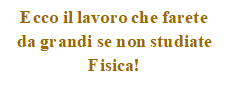 Ecco il lavoro che farete
da grandi se non studiate
Fisica!